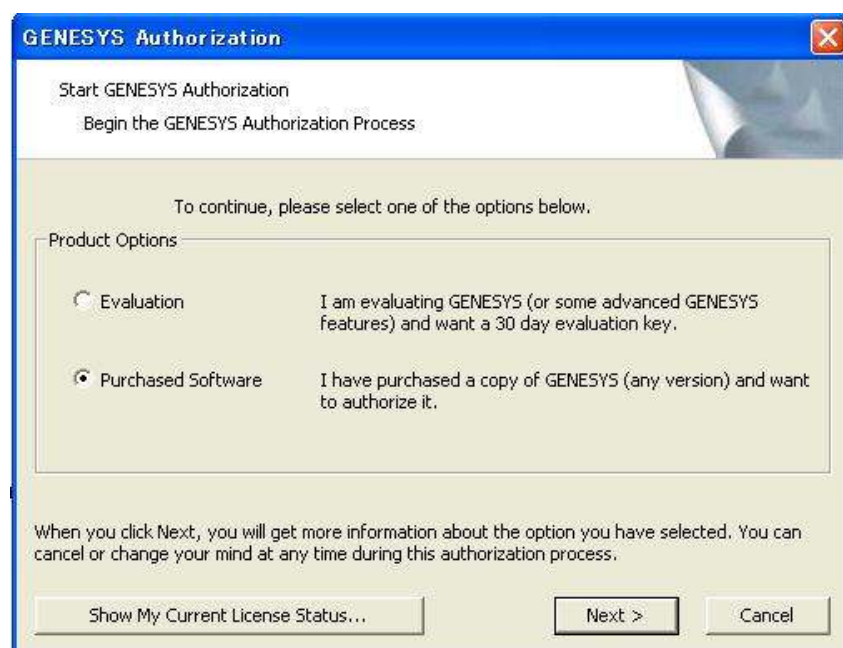 GENESYS Authorization
Start GENESYS Authorization
Begin the GENESYS Authorization Process
To continue, please select one of the options below.
Product Options
Evaluation
I am evaluating GENESYS (or some advanced GENESYS
features) and want a 30 day evaluation key.
Purchased Software
I have purchased a copy of GENESYS (any version) and want
to authorize it.
When you click Next, you will get more information about the option you have selected. You can
cancel or change your mind at any time during this authorization process.
Show My Current License Status...
Next >
Cancel